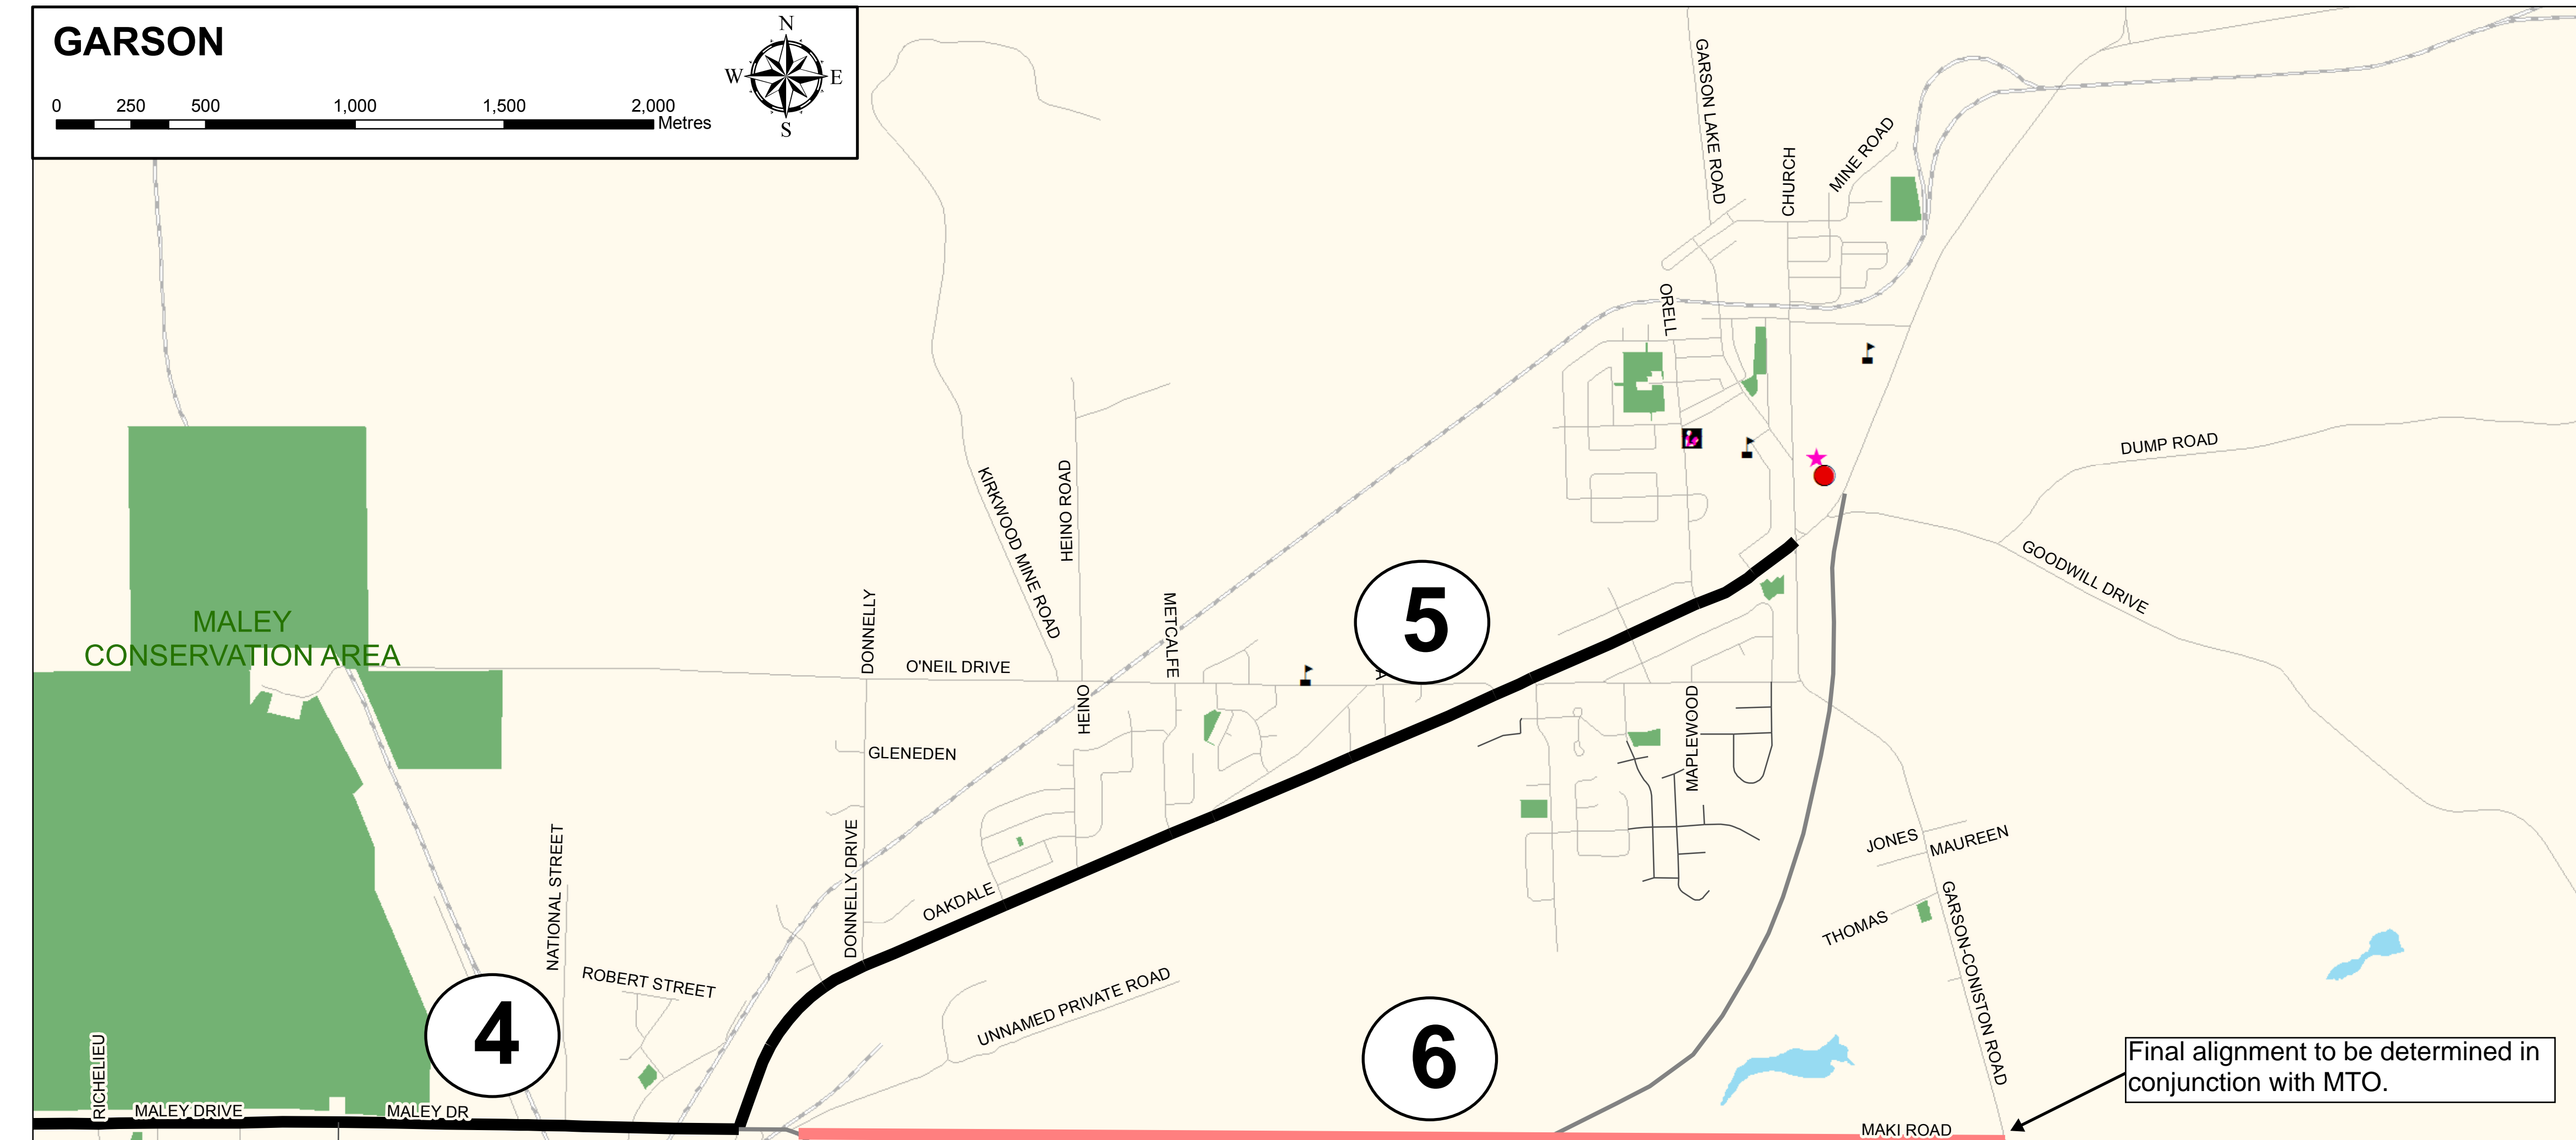 GARSON
N
W E
S
0 250 500 1,000 1,500 2,000
Metres
GARSON LAKE ROAD
CHURCH
MINE ROAD
ORELL
DUMP ROAD
GOODWILL DRIVE
KIRKWOOD MINE ROAD
HEINO ROAD
METCALFE
DONNELLY
O'NEIL DRIVE
MALEY
CONSERVATION AREA
5
HEINO
GLENEDEN
MAPLEWOOD
JONES
MAUREEN
NATIONAL STREET
DONNELLY DRIVE
OAKDALE
THOMAS
GARSON-CONISTON ROAD
ROBERT STREET
UNNAMED PRIVATE ROAD
4
6
RICHELIEU
MALEY DRIVE
MALEY DR
Final alignment to be determined in
conjunction with MTO.
MAKI ROAD